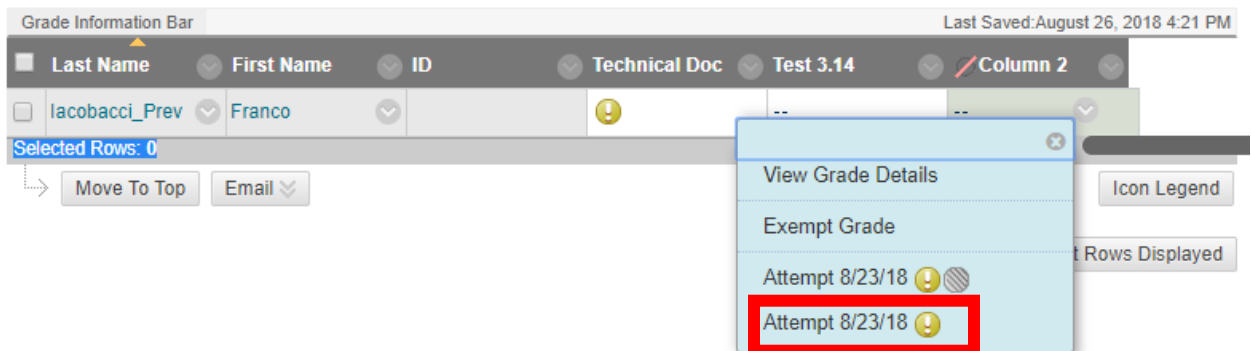 Grade Information Bar Last Saved:August 26, 2018 4:21 PM
Last Name First Name ID Technical Doc Test 3.14 Column 2
Iacobacci_Prev Franco -- --
Selected Rows: 0
Move To Top Email Icon Legend
View Grade Details
Exempt Grade
t Rows Displayed
Attempt 8/23/18
Attempt 8/23/18